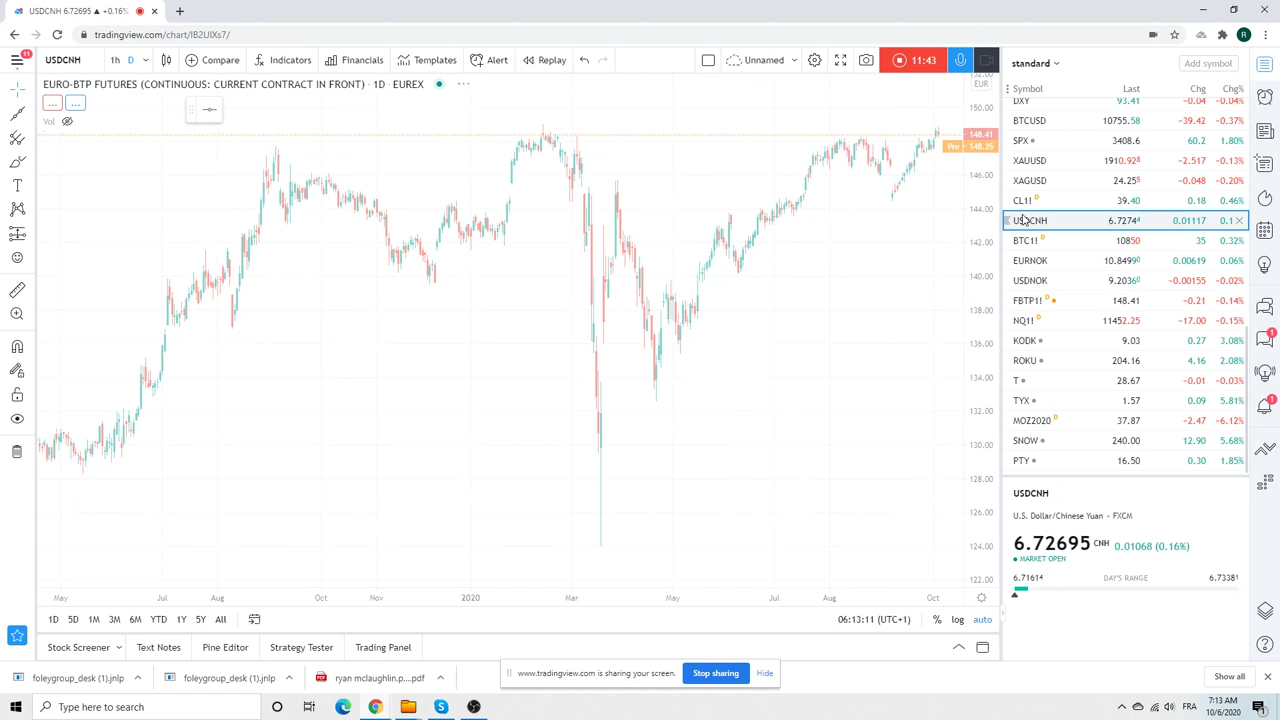 USDCNH 6.72695 ▲ +0.16%
tradingview.com/chart/IB2UIXs7/
R
11
USDCNH
1h D
Compare
Indicators
Financials
Templates
Alert
Replay
Unnamed
11:43
standard
Add symbol
EURO-BTP FUTURES (CONTINUOUS: CURRENT CONTRACT IN FRONT) · 1D · EUREX
Vol
EUR
152.00
150.00
148.41
Pre 148.35
146.00
144.00
142.00
140.00
138.00
136.00
134.00
132.00
130.00
128.00
126.00
124.00
122.00
May Jul Aug Oct Nov 2020 Mar May Jul Aug Oct
Symbol Last Chg Chg%
DXY 93.41 −0.04 −0.04%
BTCUSD 10755.58 −39.42 −0.37%
SPX 3408.6 60.2 1.80%
XAUUSD 1910.928 −2.517 −0.13%
XAGUSD 24.255 −0.048 −0.20%
CL1! D 39.40 0.18 0.46%
USDCNH 6.72744 0.01117 0.1
BTC1! D 10850 35 0.32%
EURNOK 10.84990 0.00619 0.06%
USDNOK 9.20360 −0.00155 −0.02%
FBTP1! D 148.41 −0.21 −0.14%
NQ1! D 11452.25 −17.00 −0.15%
KODK 9.03 0.27 3.08%
ROKU 204.16 4.16 2.08%
T 28.67 −0.01 −0.03%
TYX 1.57 0.09 5.81%
MOZ2020 D 37.87 −2.47 −6.12%
SNOW 240.00 12.90 5.68%
PTY 16.50 0.30 1.85%
USDCNH
U.S. Dollar/Chinese Yuan • FXCM
6.72695 CNH 0.01068 (0.16%)
MARKET OPEN
6.71614 DAY'S RANGE 6.73381
1
1
1D 5D 1M 3M 6M YTD 1Y 5Y All
06:13:11 (UTC+1) % log auto
Stock Screener Text Notes Pine Editor Strategy Tester Trading Panel
www.tradingview.com is sharing your screen. Stop sharing Hide
foleygroup_desk (1).jnlp
foleygroup_desk (1).jnlp
PDF ryan mclaughlin.p....pdf
Show all
Type here to search
FRA
7:13 AM
10/6/2020
1